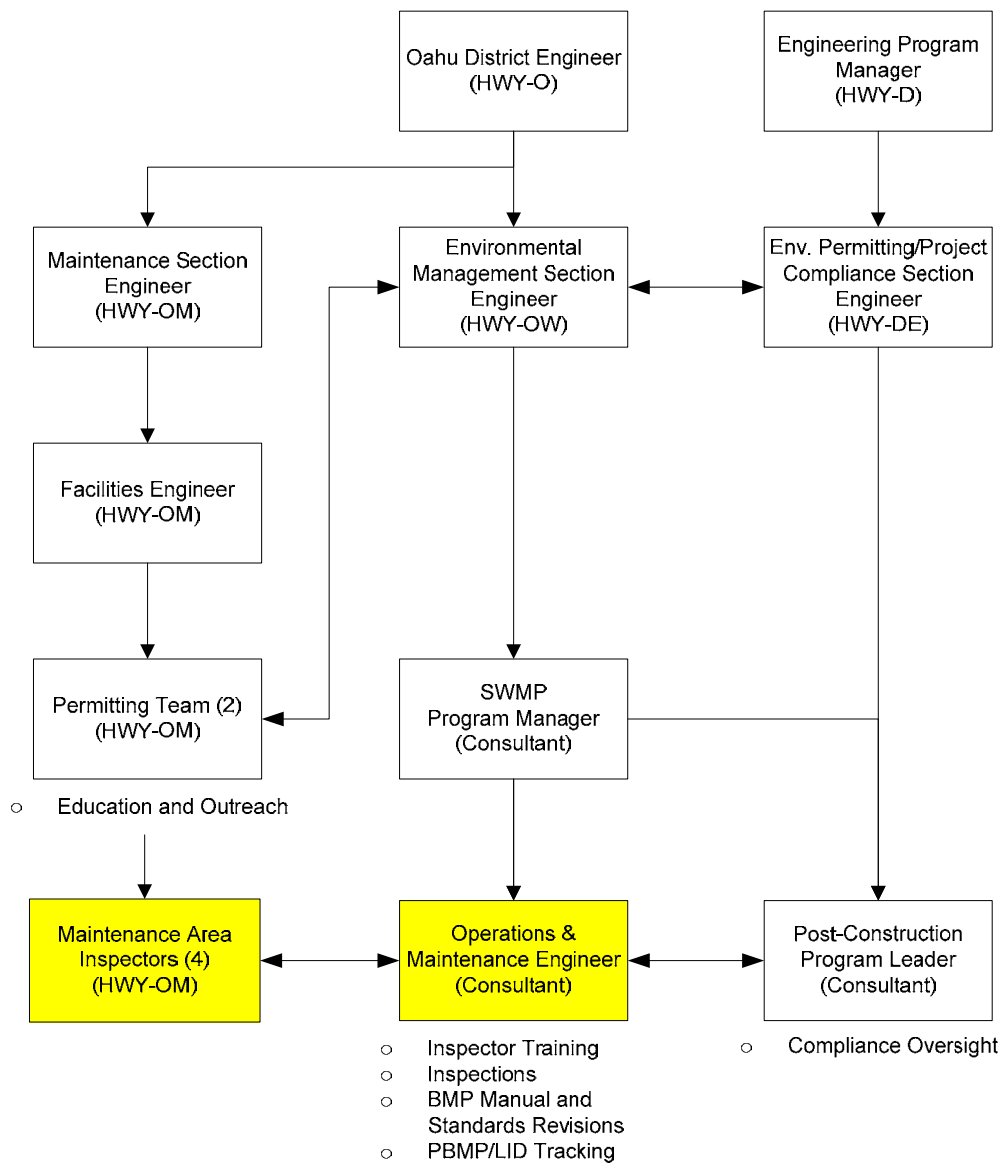 Oahu District Engineer
(HWY-O)
Engineering Program
Manager
(HWY-D)
Maintenance Section
Engineer
(HWY-OM)
Environmental
Management Section
Engineer
(HWY-OW)
Env. Permitting/Project
Compliance Section
Engineer
(HWY-DE)
Facilities Engineer
(HWY-OM)
Permitting Team (2)
(HWY-OM)
SWMP
Program Manager
(Consultant)
o Education and Outreach
Maintenance Area
Inspectors (4)
(HWY-OM)
Operations &
Maintenance Engineer
(Consultant)
Post-Construction
Program Leader
(Consultant)
o Inspector Training
o Inspections
o BMP Manual and
Standards Revisions
o PBMP/LID Tracking
o Compliance Oversight